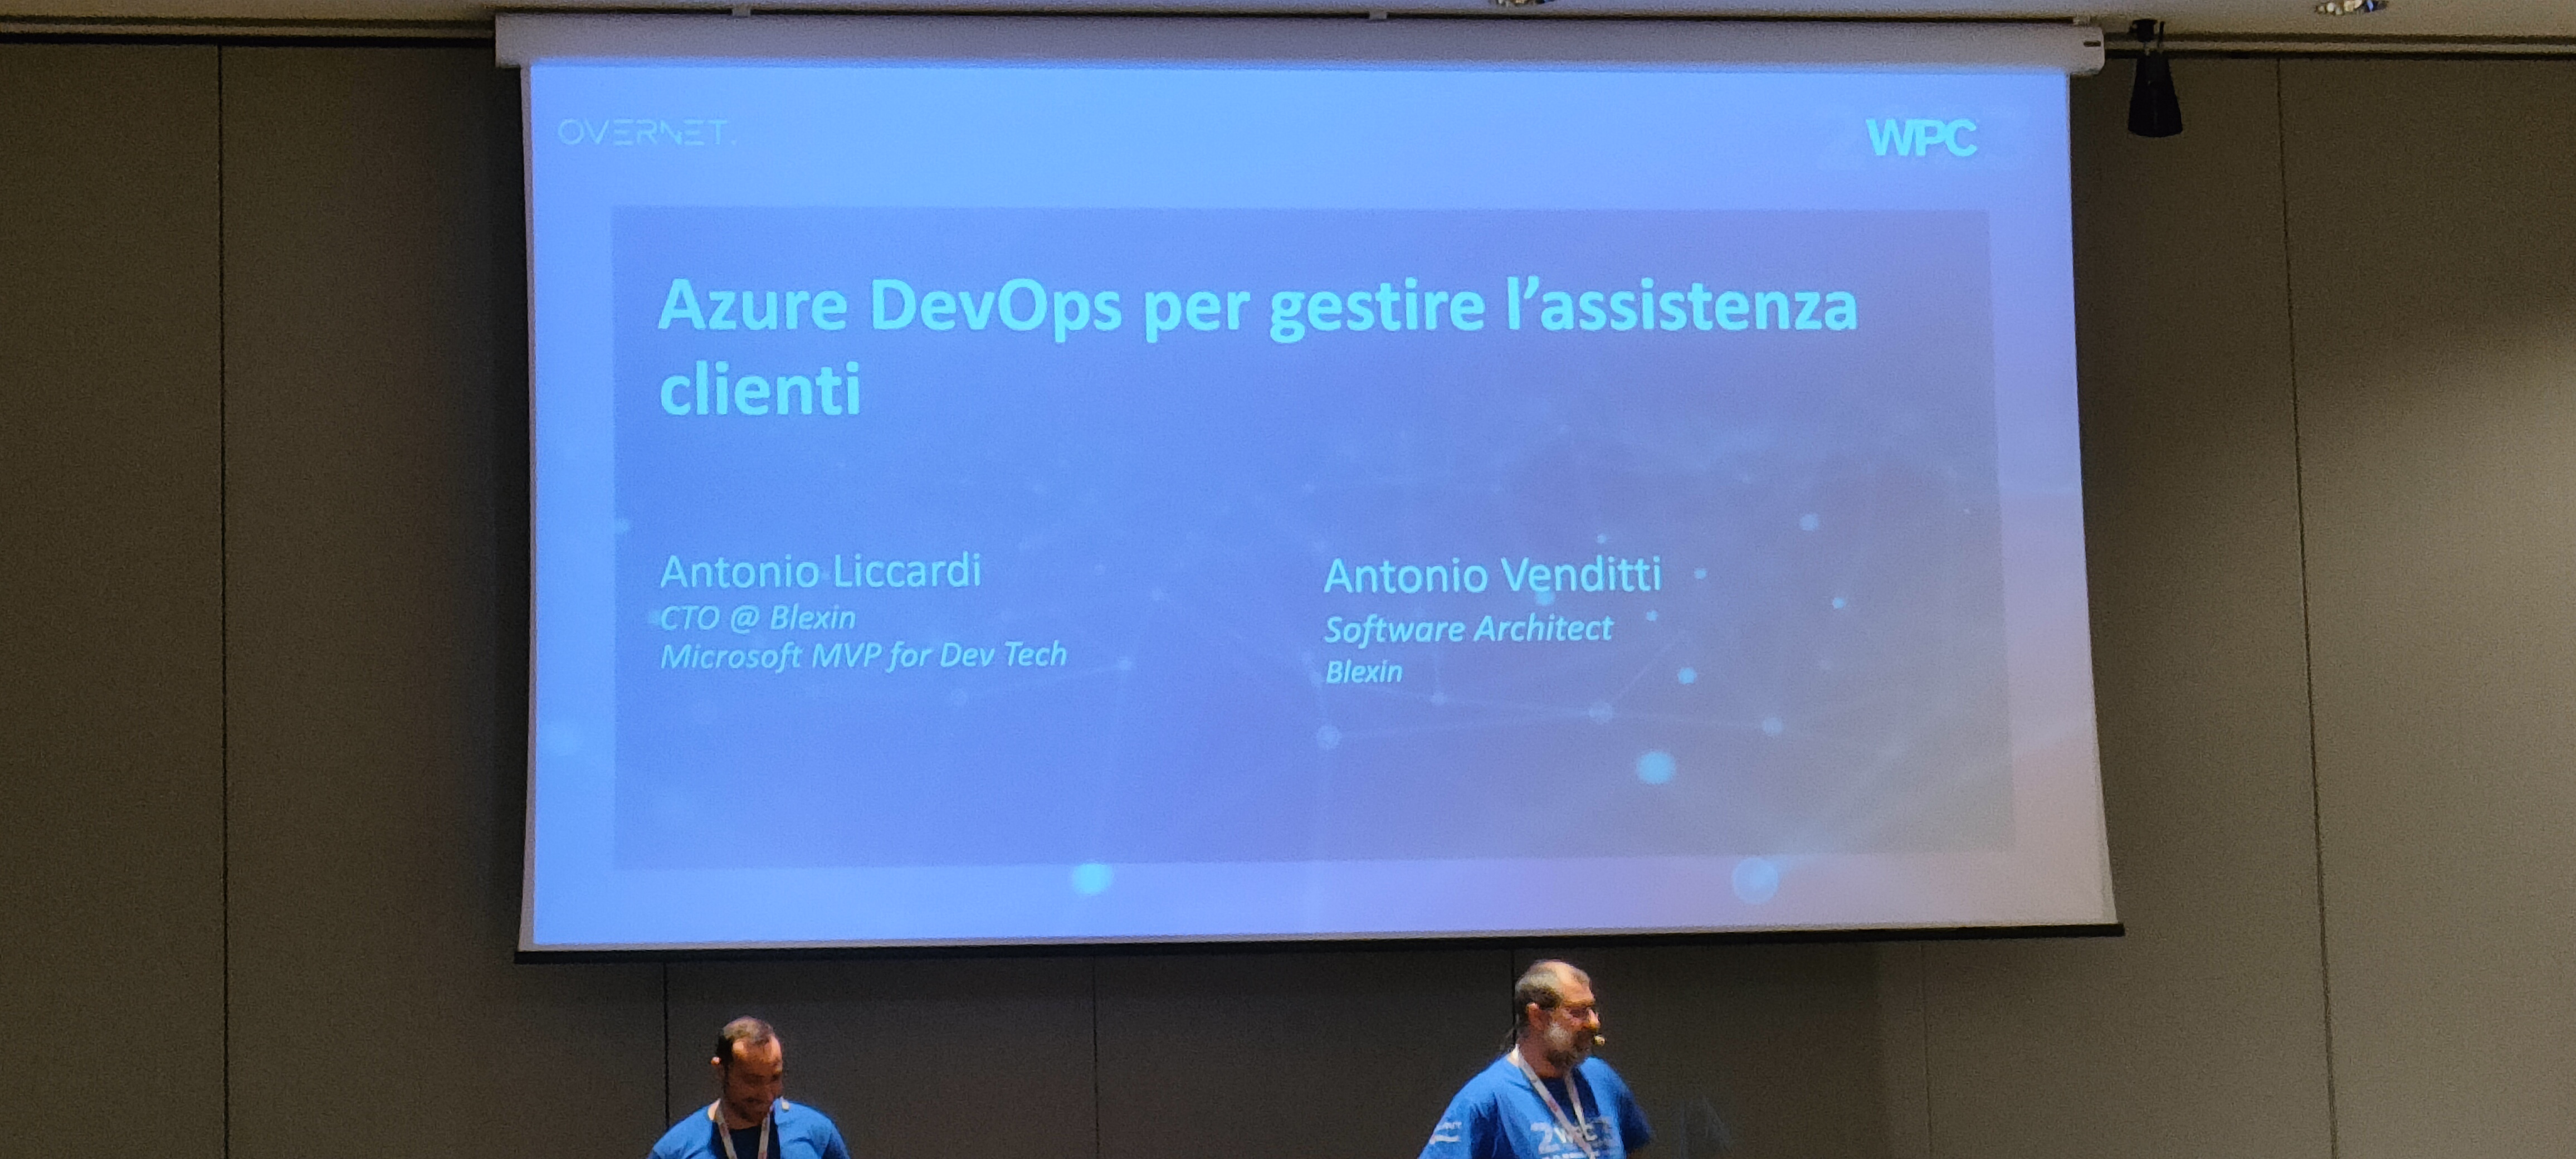 OVERNET.
WPC
Azure DevOps per gestire l'assistenza
clienti
Antonio Liccardi
CTO @ Blexin
Microsoft MVP for Dev Tech
Antonio Venditti
Software Architect
Blexin
WPC